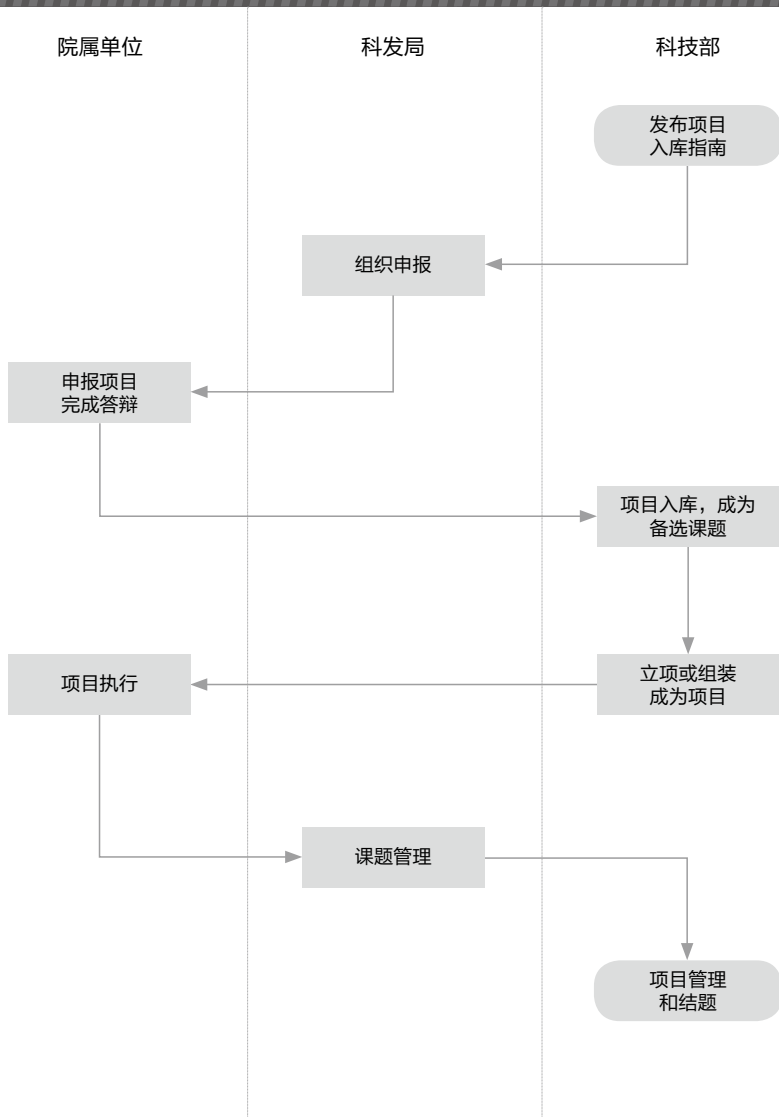 院属单位
科发局
科技部
发布项目
入库指南
组织申报
申报项目
完成答辩
项目入库，成为
备选课题
项目执行
立项或组装
成为项目
课题管理
项目管理
和结题